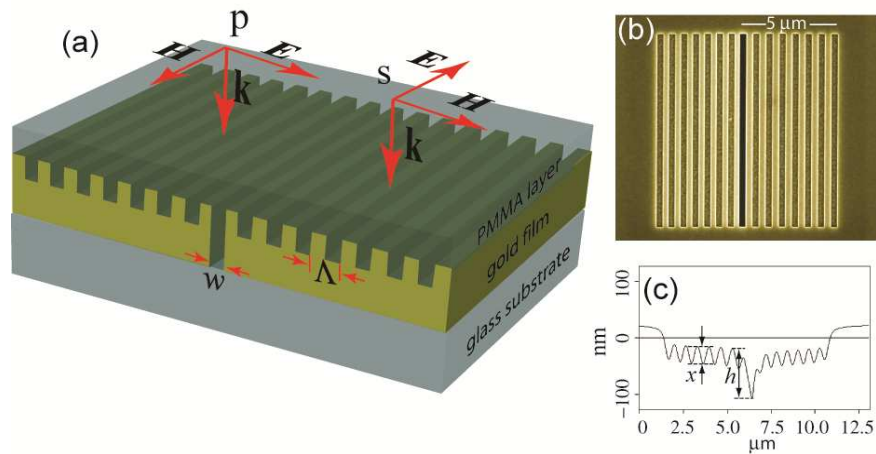 (a)
p
H
E
k
s
E
H
k
PMMA layer
gold film
glass substrate
w
Λ
(b)
5 μm
(c)
100
0
−100
nm
x
h
0
2.5
5.0
7.5
10.0
12.5
μm